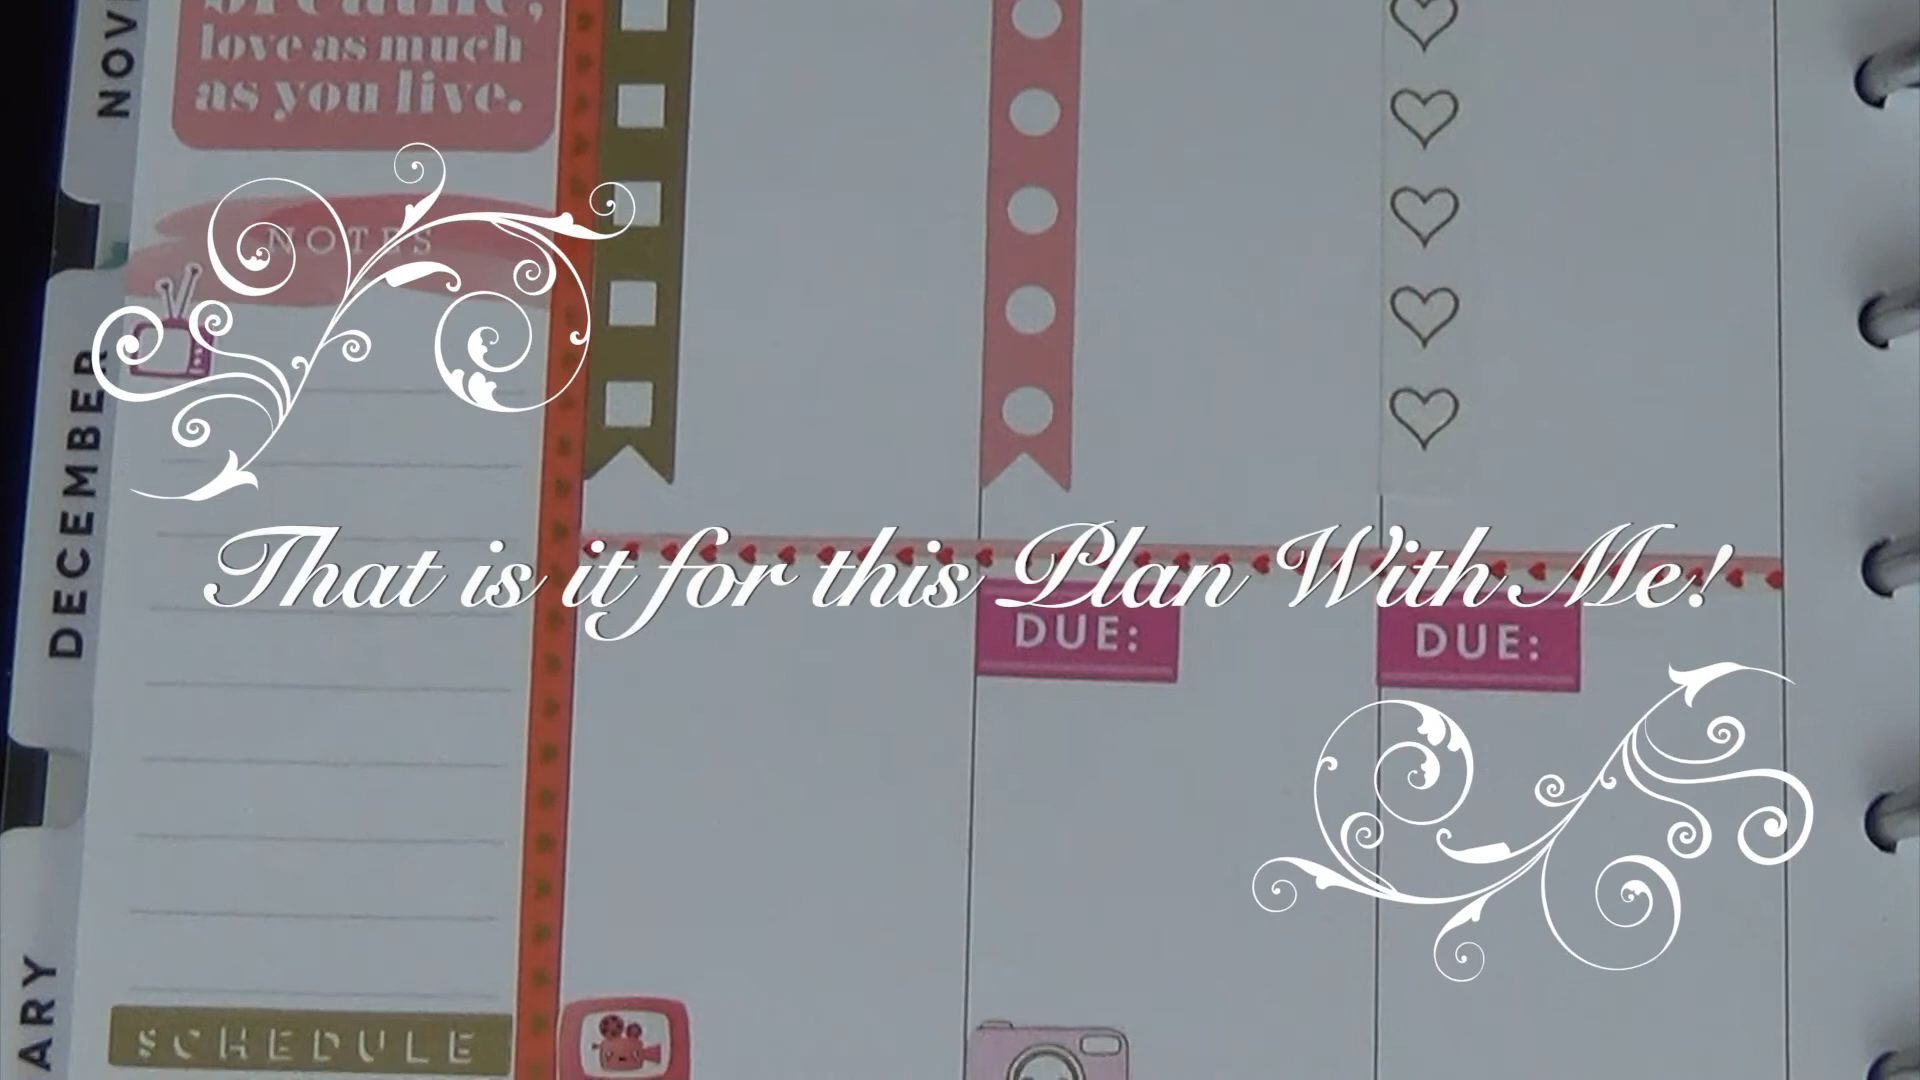 NOV
breathe,
love as much
as you live.
NOTES
DECEMBER
That is it for this Plan With Me!
DUE:
DUE:
ARY
SCHEDULE